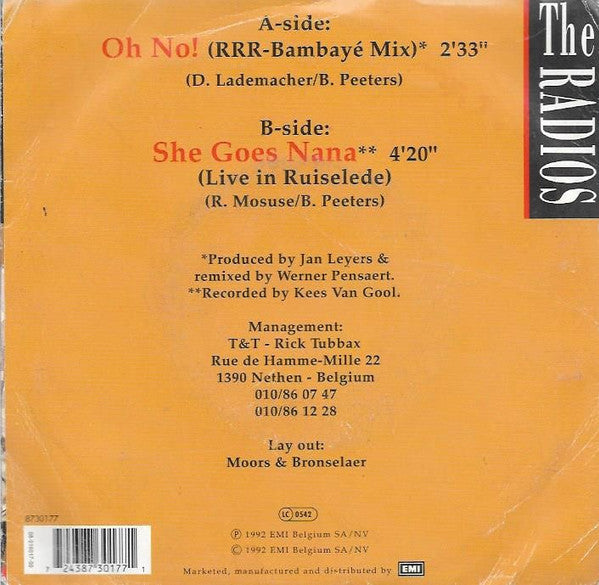 A-side:
Oh No! (RRR-Bambayé Mix)* 2'33"
(D. Lademacher/B. Peeters)
B-side:
She Goes Nana** 4'20"
(Live in Ruiselede)
(R. Mosuse/B. Peeters)
The RADIOS
*Produced by Jan Leyers &
remixed by Werner Pensaert.
**Recorded by Kees Van Gool.
Management:
T&T - Rick Tubbax
Rue de Hamme-Mille 22
1390 Nethen - Belgium
010/86 07 47
010/86 12 28
Lay out:
Moors & Bronselaer
8730177
7 24387 30177 1
LC 0542
Ⓟ 1992 EMI Belgium SA/NV
© 1992 EMI Belgium SA/NV
Marketed, manufactured and distributed by EMI